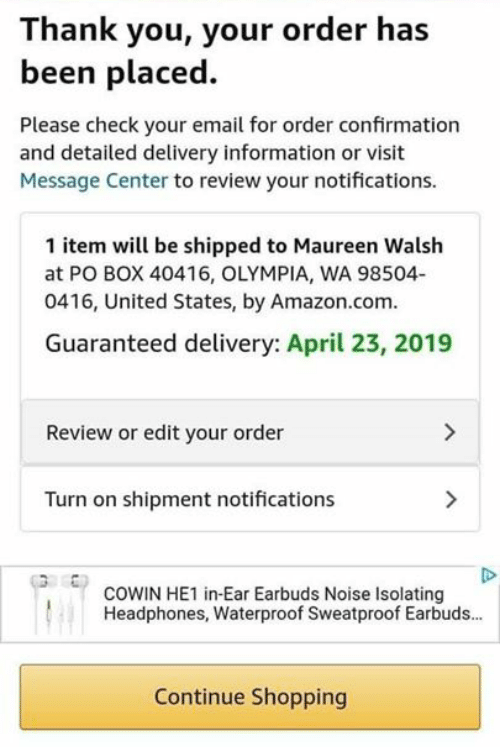 Thank you, your order has
been placed.
Please check your email for order confirmation
and detailed delivery information or visit
Message Center to review your notifications.
1 item will be shipped to Maureen Walsh
at PO BOX 40416, OLYMPIA, WA 98504-
0416, United States, by Amazon.com.
Guaranteed delivery: April 23, 2019
Review or edit your order
Turn on shipment notifications
COWIN HE1 in-Ear Earbuds Noise Isolating
Headphones, Waterproof Sweatproof Earbuds...
Continue Shopping